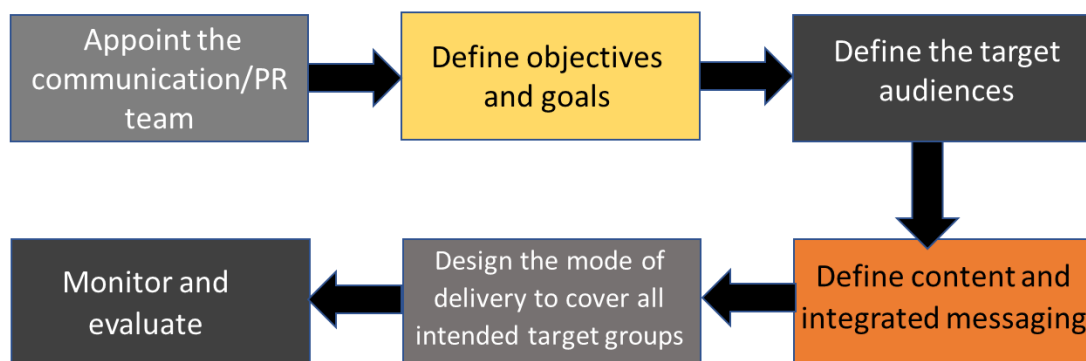 Appoint the
communication/PR
team
Define objectives
and goals
Define the target
audiences
Define content and
integrated messaging
Design the mode of
delivery to cover all
intended target groups
Monitor and
evaluate